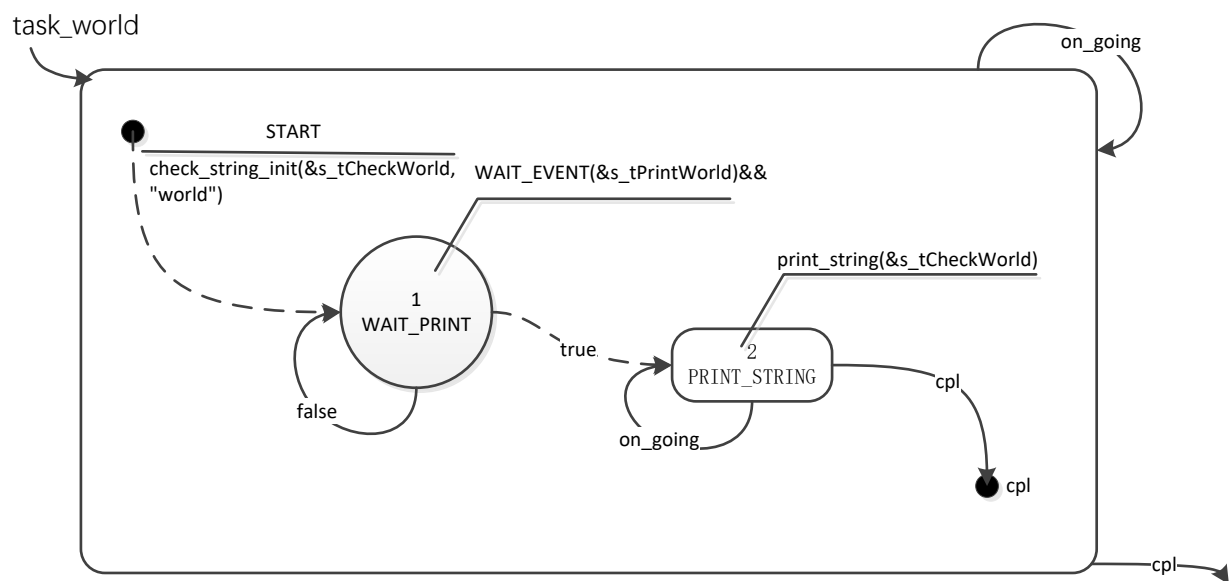 task_world
on_going
START
check_string_init(&s_tCheckWorld,
"world")
WAIT_EVENT(&s_tPrintWorld)&&
print_string(&s_tCheckWorld)
1
WAIT_PRINT
true
2
PRINT_STRING
false
on_going
cpl
cpl
cpl